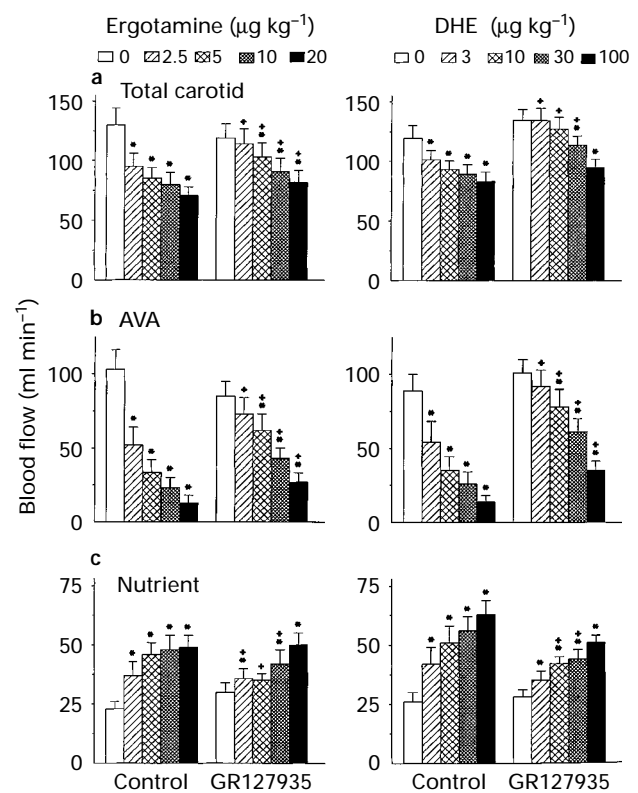 Ergotamine (μg kg⁻¹) DHE (μg kg⁻¹)
0 2.5 5 10 20 0 3 10 30 100
a Total carotid
150 150
100 100
50 50
0 0
b AVA
100 100
50 50
0 0
Blood flow (ml min⁻¹)
c Nutrient
75 75
50 50
25 25
0 0
Control GR127935 Control GR127935